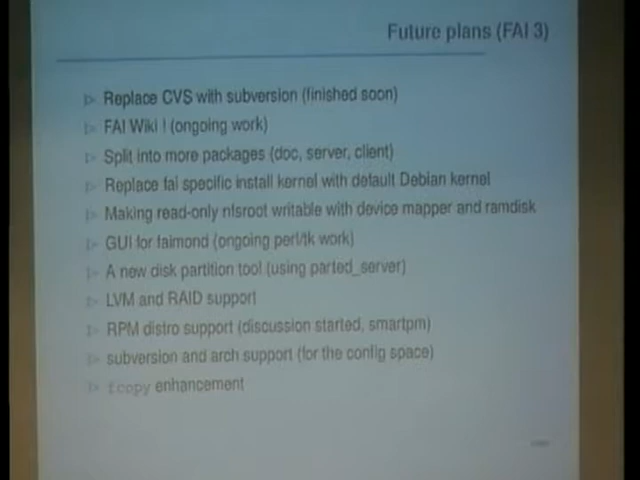 Future plans (FAI 3)
Replace CVS with subversion (finished soon)
FAI Wiki ! (ongoing work)
Split into more packages (doc, server, client)
Replace fai specific install kernel with default Debian kernel
Making read-only nfsroot writable with device mapper and ramdisk
GUI for faimond (ongoing perl/tk work)
A new disk partition tool (using parted_server)
LVM and RAID support
RPM distro support (discussion started, smartpm)
subversion and arch support (for the config space)
fcopy enhancement